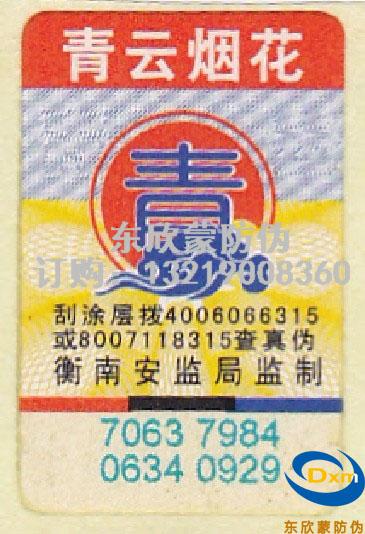 青云烟花
青
东欣蒙防伪
订购:13219008360
刮涂层拨4006066315
或8007118315查真伪
衡南安监局监制
7063 7984
0634 0929
Dxm
东欣蒙防伪